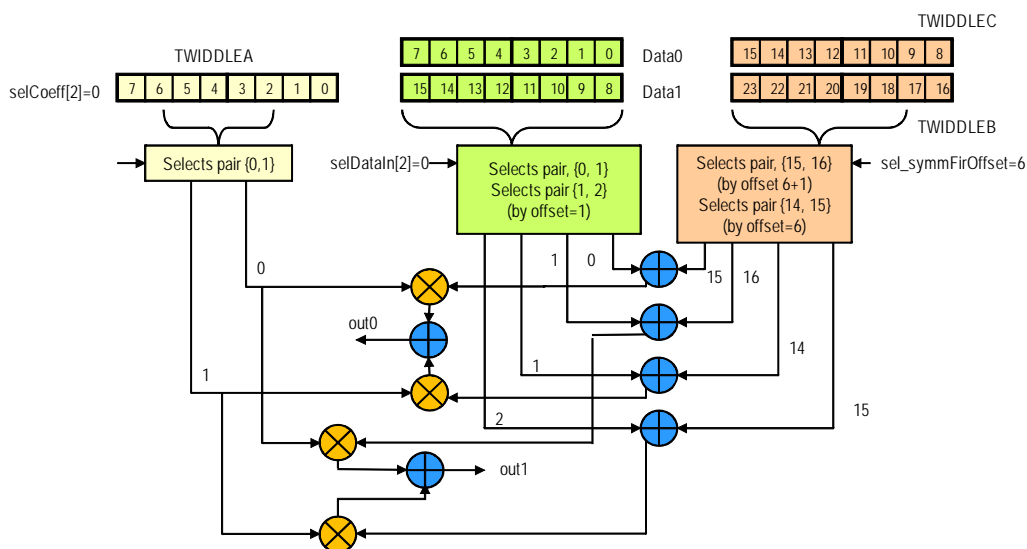 TWIDDLEC
TWIDDLEA
7 6 5 4 3 2 1 0 Data0
15 14 13 12 11 10 9 8
selCoeff[2]=0 7 6 5 4 3 2 1 0
15 14 13 12 11 10 9 8 Data1
23 22 21 20 19 18 17 16
TWIDDLEB
Selects pair {0,1}
selDataIn[2]=0
Selects pair, {0, 1}
Selects pair {1, 2}
(by offset=1)
Selects pair, {15, 16}
(by offset 6+1)
Selects pair {14, 15}
(by offset=6)
sel_symmFirOffset=6
0
1 0
15 16
out0
14
1
1
2
15
out1